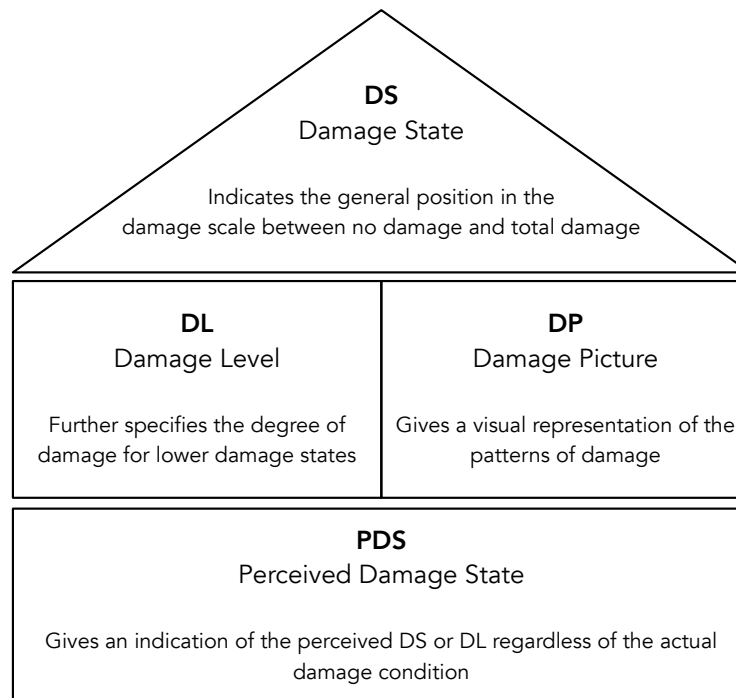 DS
Damage State
Indicates the general position in the
damage scale between no damage and total damage
DL
Damage Level
Further specifies the degree of
damage for lower damage states
DP
Damage Picture
Gives a visual representation of the
patterns of damage
PDS
Perceived Damage State
Gives an indication of the perceived DS or DL regardless of the actual
damage condition